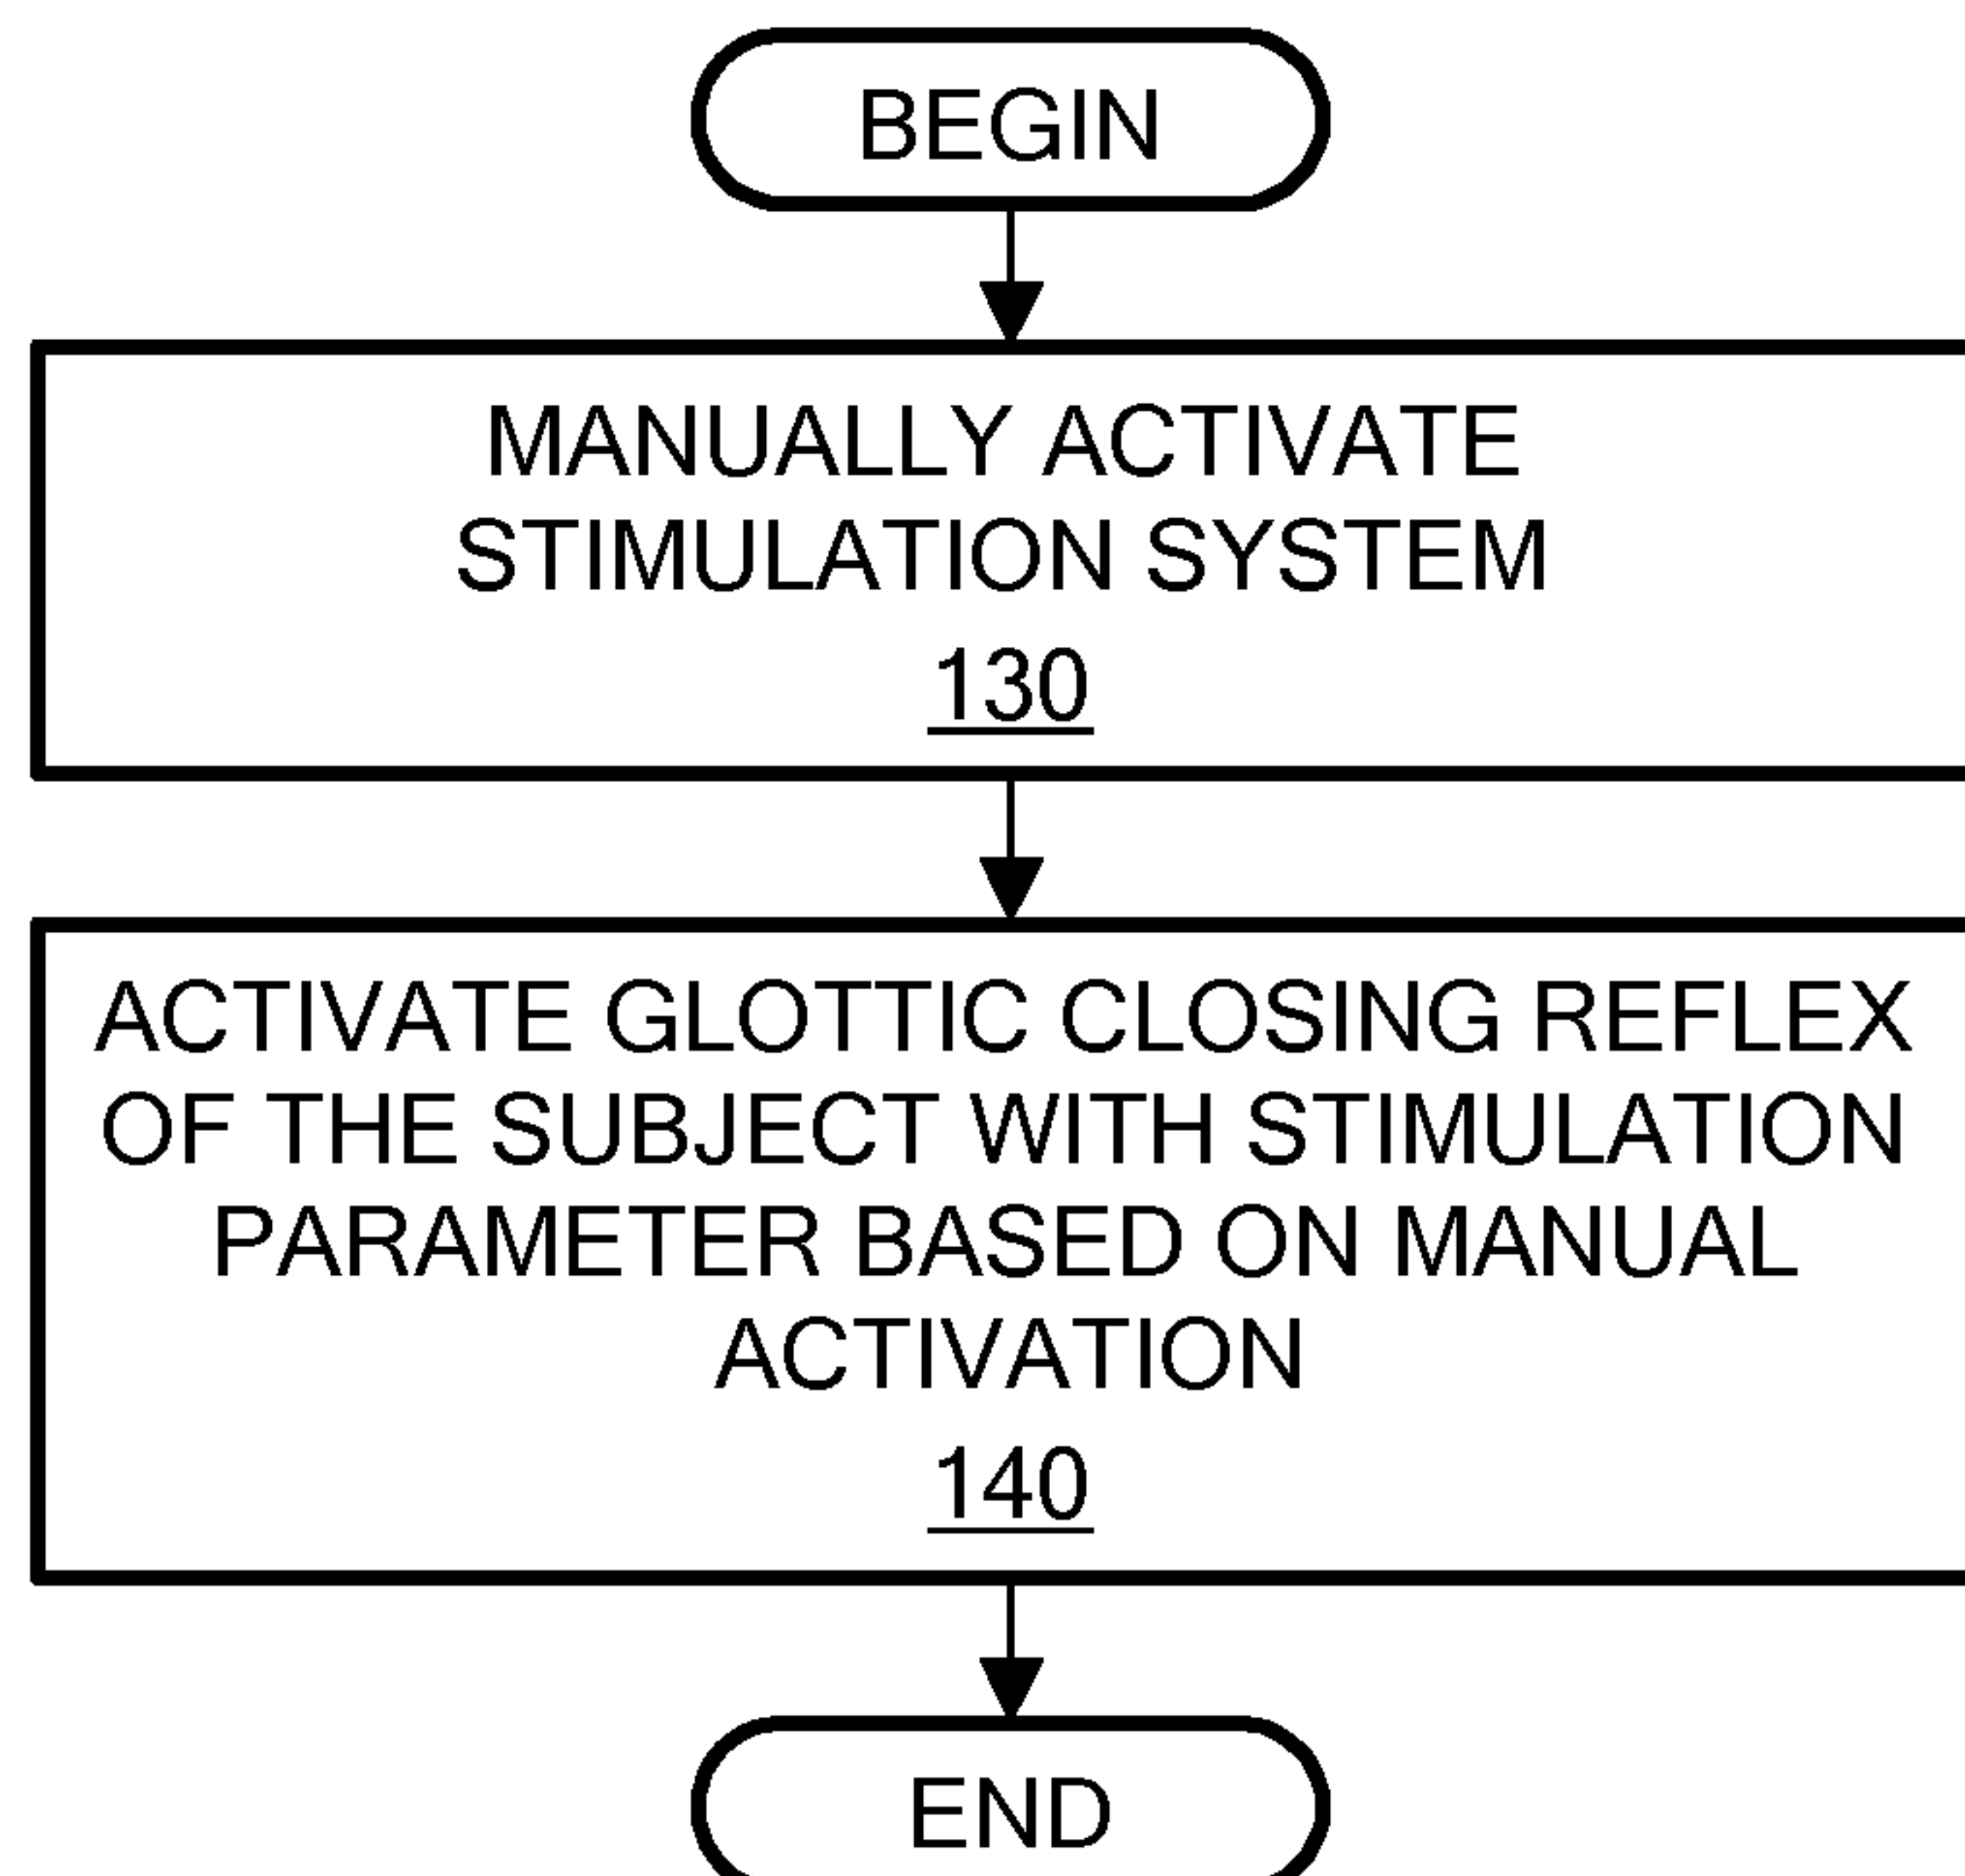 BEGIN
MANUALLY ACTIVATE
STIMULATION SYSTEM
130
ACTIVATE GLOTTIC CLOSING REFLEX
OF THE SUBJECT WITH STIMULATION
PARAMETER BASED ON MANUAL
ACTIVATION
140
END